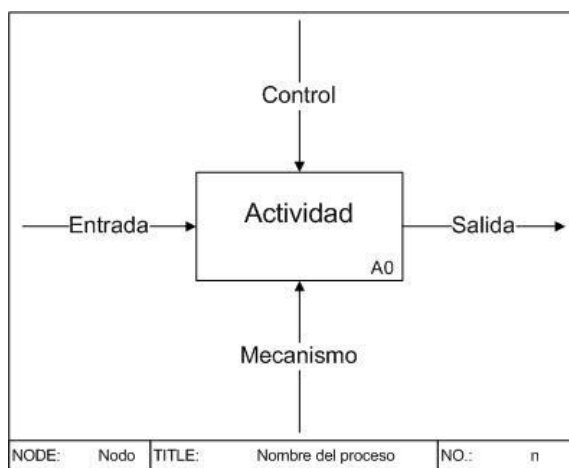 Control
Actividad
Entrada
Salida
A0
Mecanismo
NODE: Nodo TITLE: Nombre del proceso NO.: n